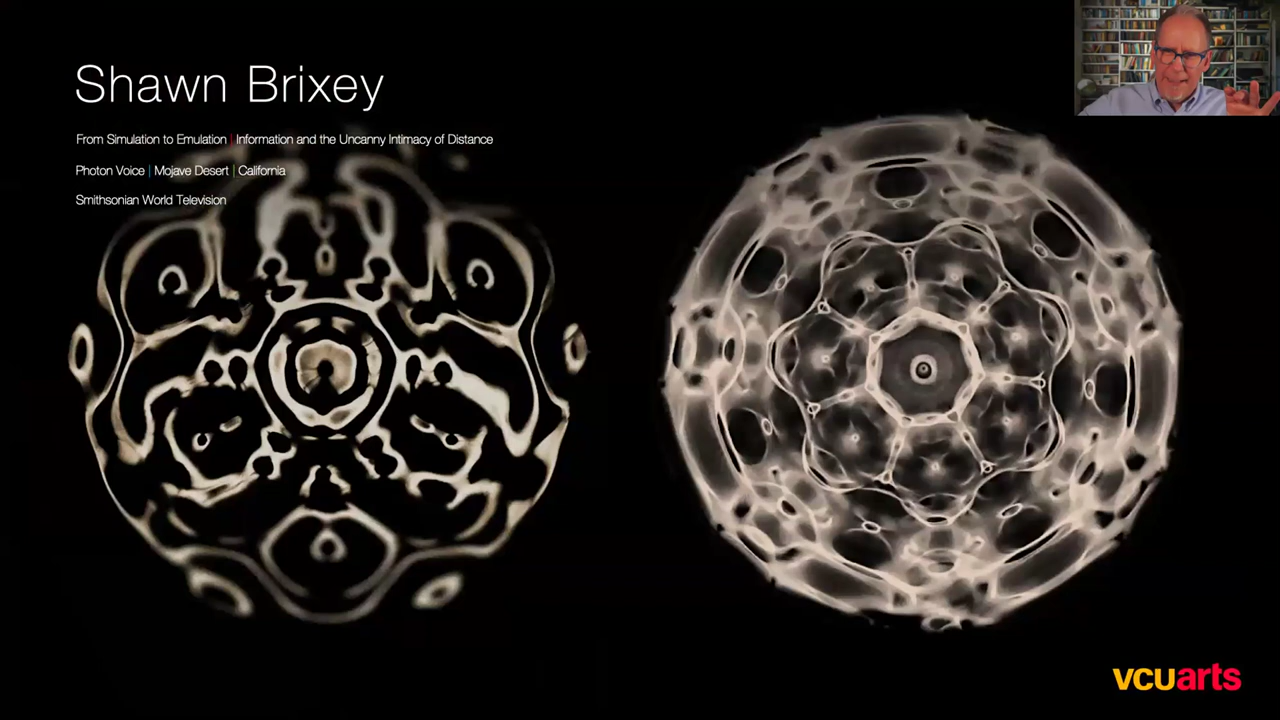 Shawn Brixey
From Simulation to Emulation | Information and the Uncanny Intimacy of Distance
Photon Voice | Mojave Desert | California
Smithsonian World Television
vcuarts